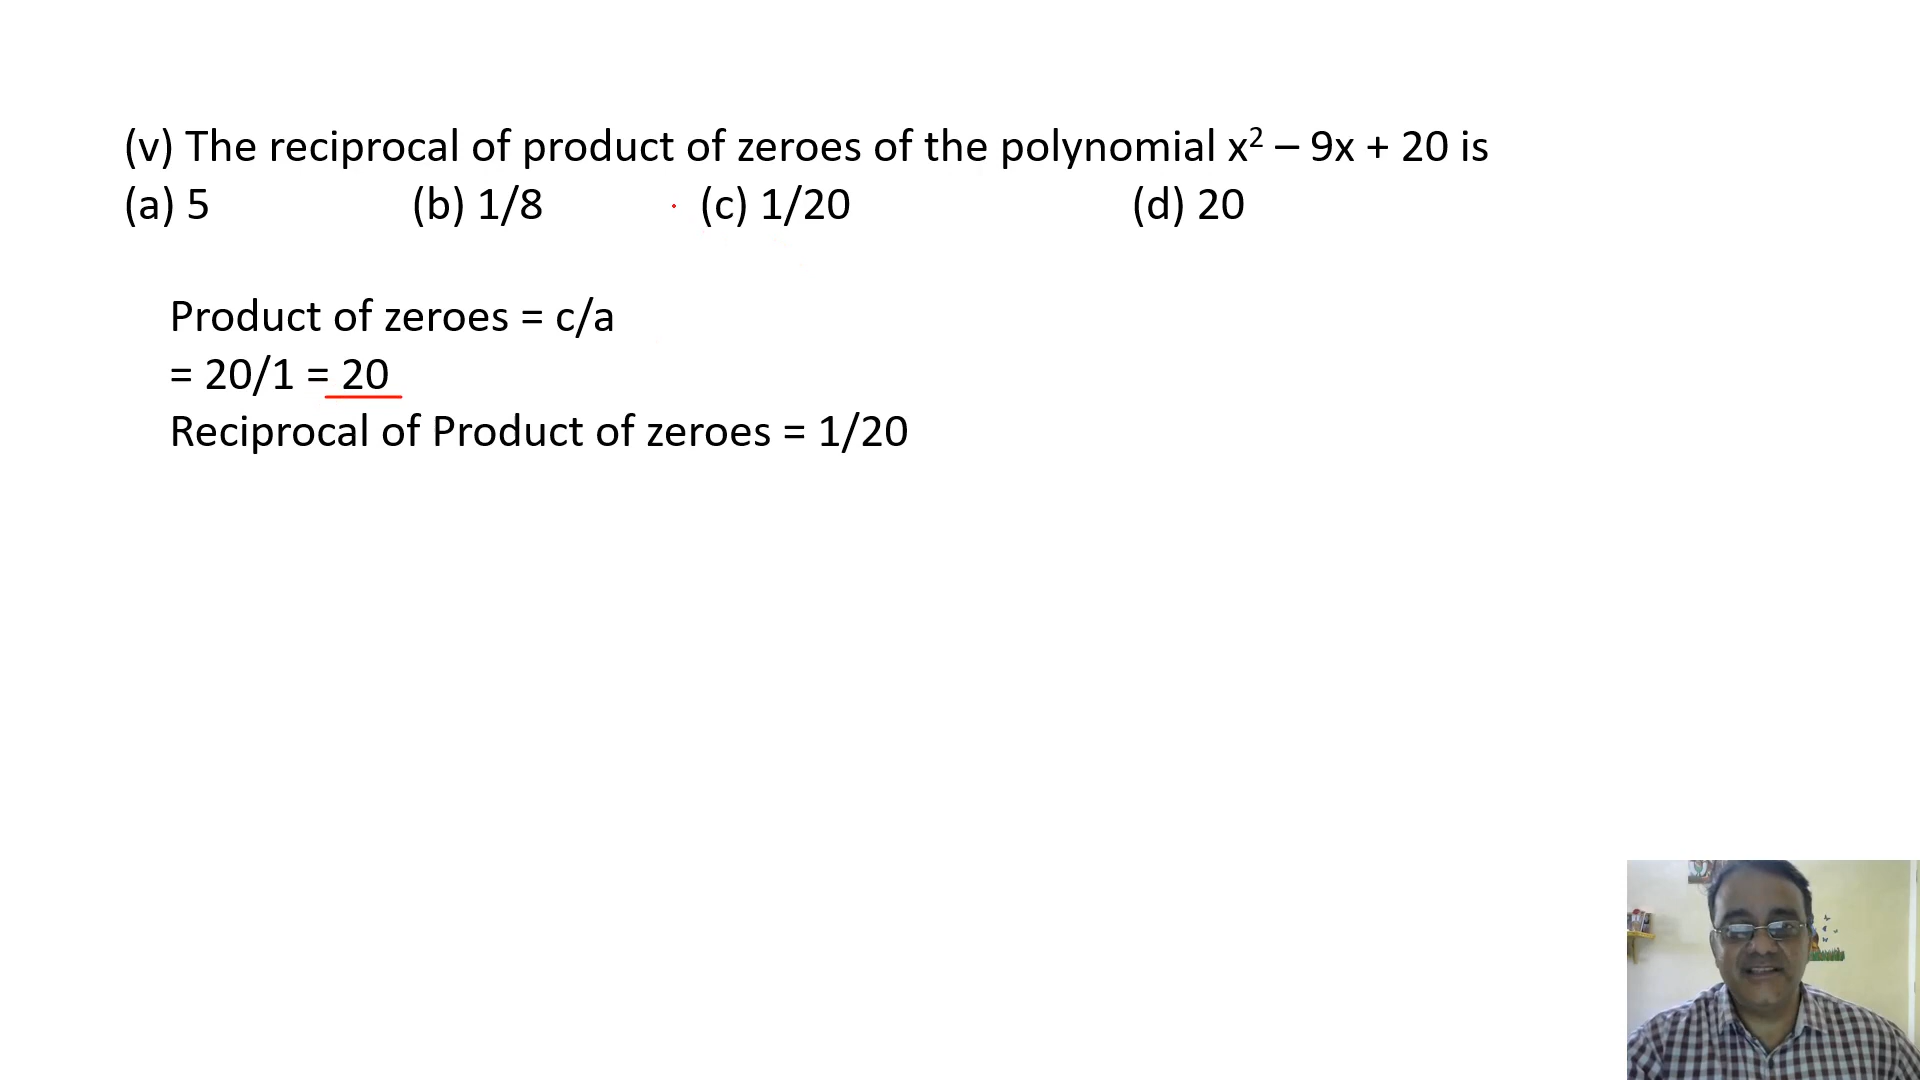 (v) The reciprocal of product of zeroes of the polynomial x² – 9x + 20 is
(a) 5 (b) 1/8 (c) 1/20 (d) 20
Product of zeroes = c/a
= 20/1 = 20
Reciprocal of Product of zeroes = 1/20